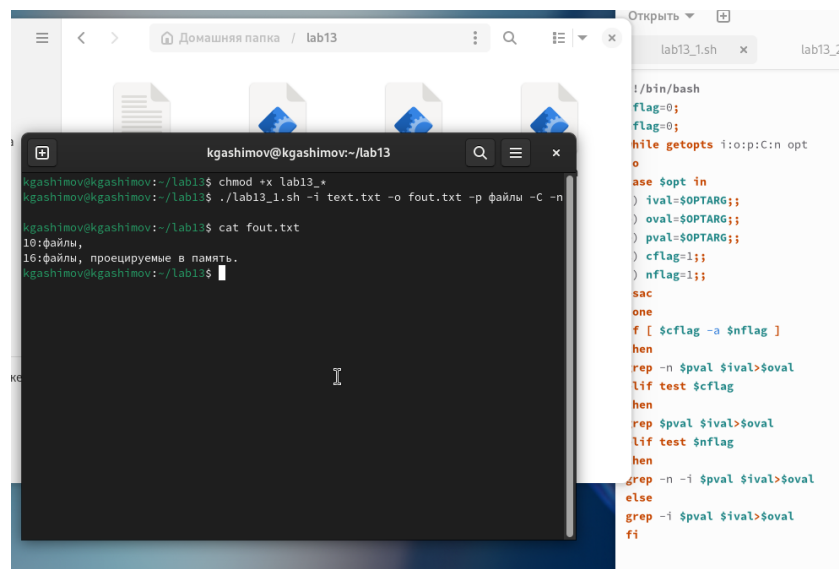 Домашняя папка / lab13
kgashimov@kgashimov:~/lab13
kgashimov@kgashimov:~/lab13$ chmod +x lab13_*
kgashimov@kgashimov:~/lab13$ ./lab13_1.sh -i text.txt -o fout.txt -p файлы -C -n
kgashimov@kgashimov:~/lab13$ cat fout.txt
10:файлы,
16:файлы, проецируемые в память.
kgashimov@kgashimov:~/lab13$
Открыть
lab13_1.sh
!/bin/bash
flag=0;
flag=0;
hile getopts i:o:p:C:n opt
o
ase $opt in
) ival=$OPTARG;;
) oval=$OPTARG;;
) pval=$OPTARG;;
) cflag=1;;
) nflag=1;;
sac
one
f [ $cflag -a $nflag ]
hen
rep -n $pval $ival>$oval
lif test $cflag
hen
rep $pval $ival>$oval
lif test $nflag
hen
grep -n -i $pval $ival>$oval
else
grep -i $pval $ival>$oval
fi